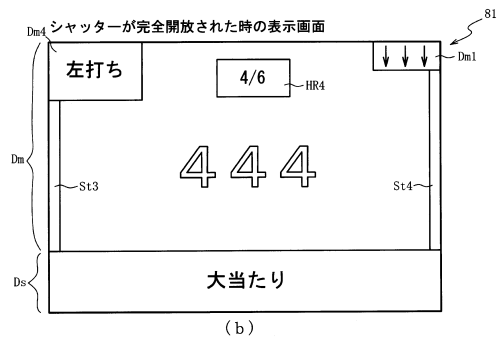 シャッターが完全開放された時の表示画面
81
Dm4
左打ち
4/6
HR4
Dm1
Dm
444
St3
St4
Ds
大当たり
(b)